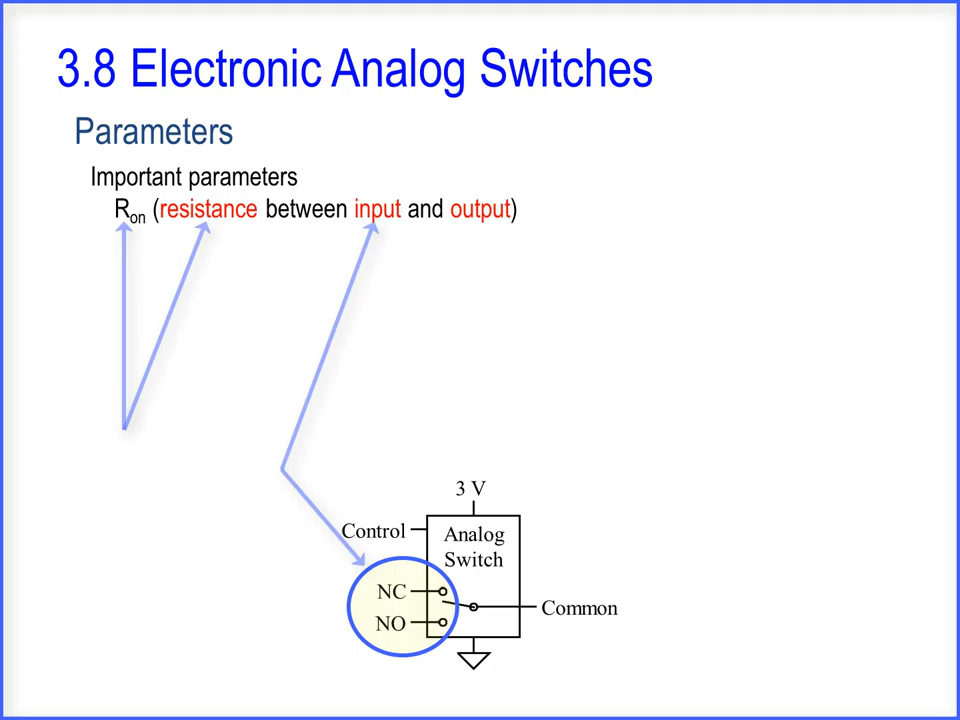 3.8 Electronic Analog Switches
Parameters
Important parameters
Ron (resistance between input and output)
3 V
Control
Analog
Switch
NC
Common
NO